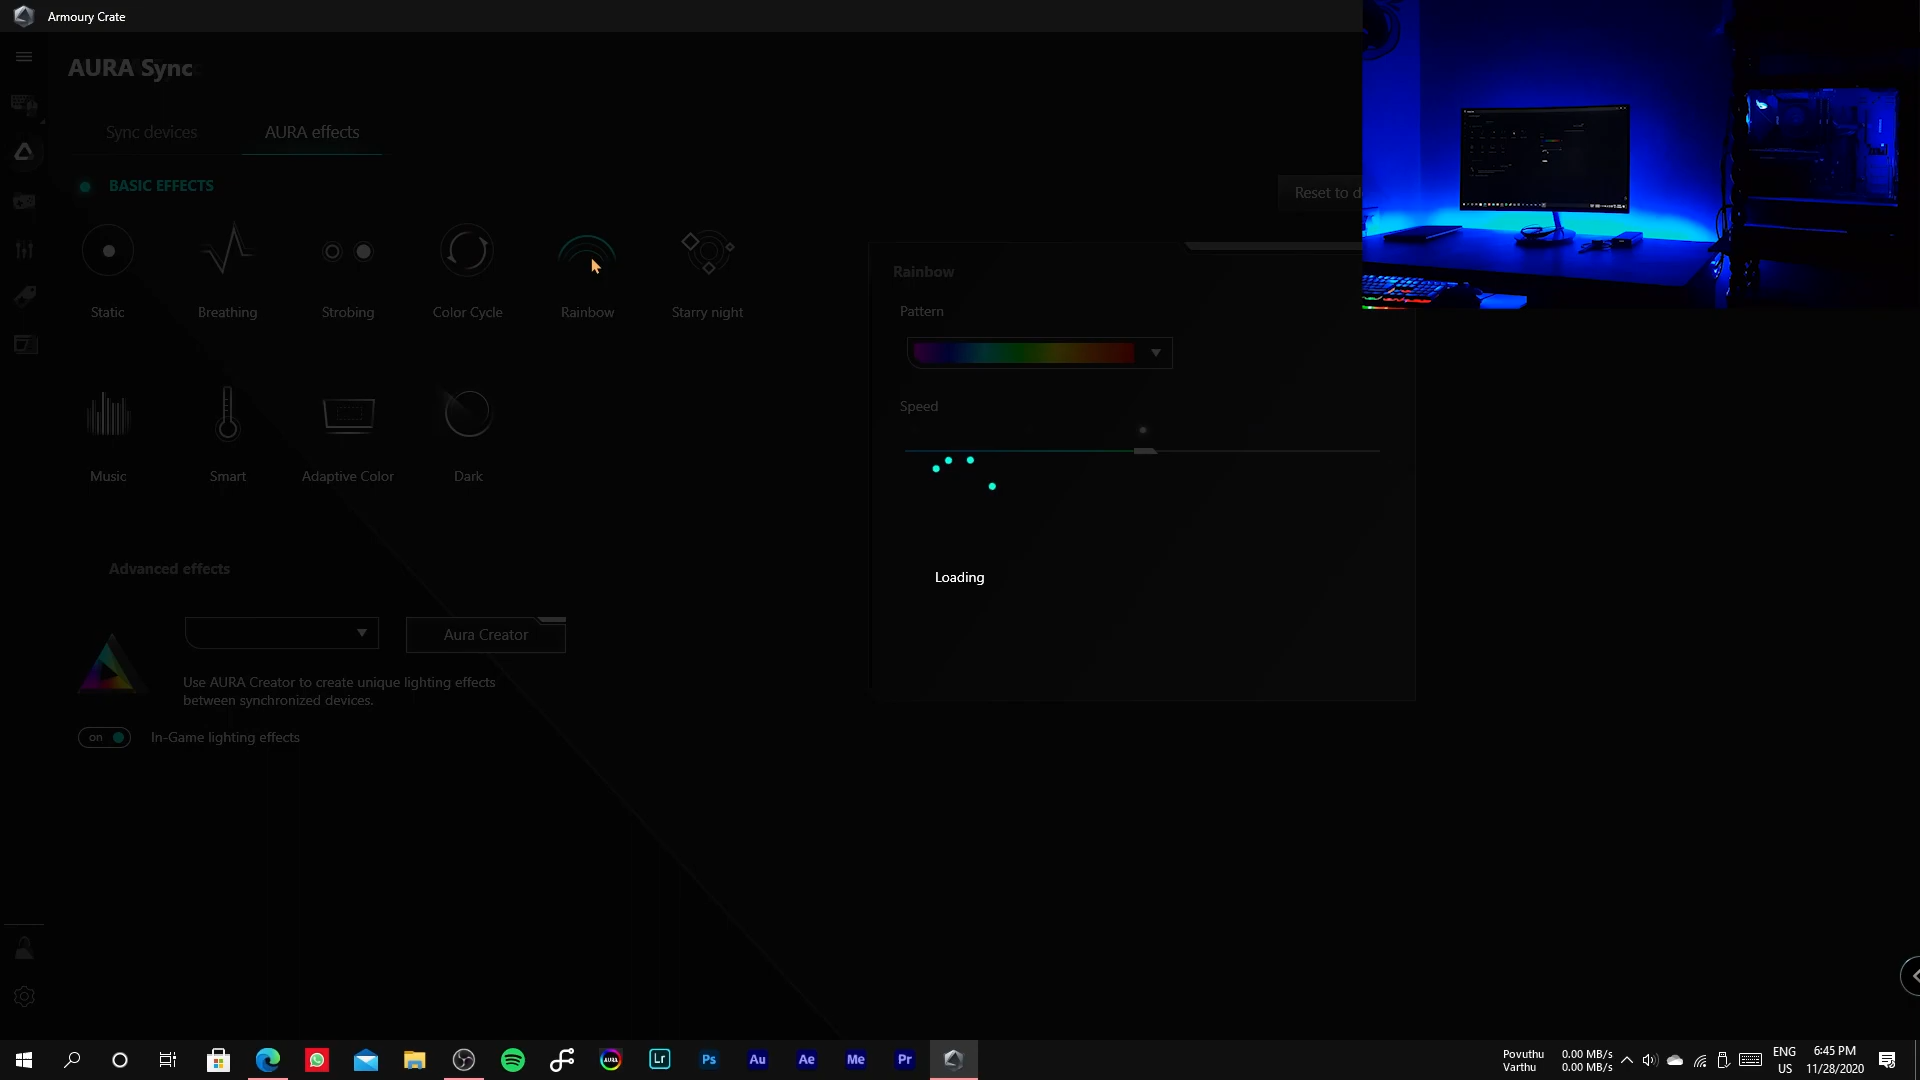 Armoury Crate
AURA Sync
Sync devices
AURA effects
BASIC EFFECTS
Reset to d
Static
Breathing
Strobing
Color Cycle
Rainbow
Starry night
Music
Smart
Adaptive Color
Dark
Rainbow
Pattern
Speed
Loading
Advanced effects
Aura Creator
Use AURA Creator to create unique lighting effects
between synchronized devices.
on
In-Game lighting effects
AURA
Lr
Ps
Au
Ae
Me
Pr
Povuthu 0.00 MB/s
Varthu 0.00 MB/s
ENG
US
6:45 PM
11/28/2020